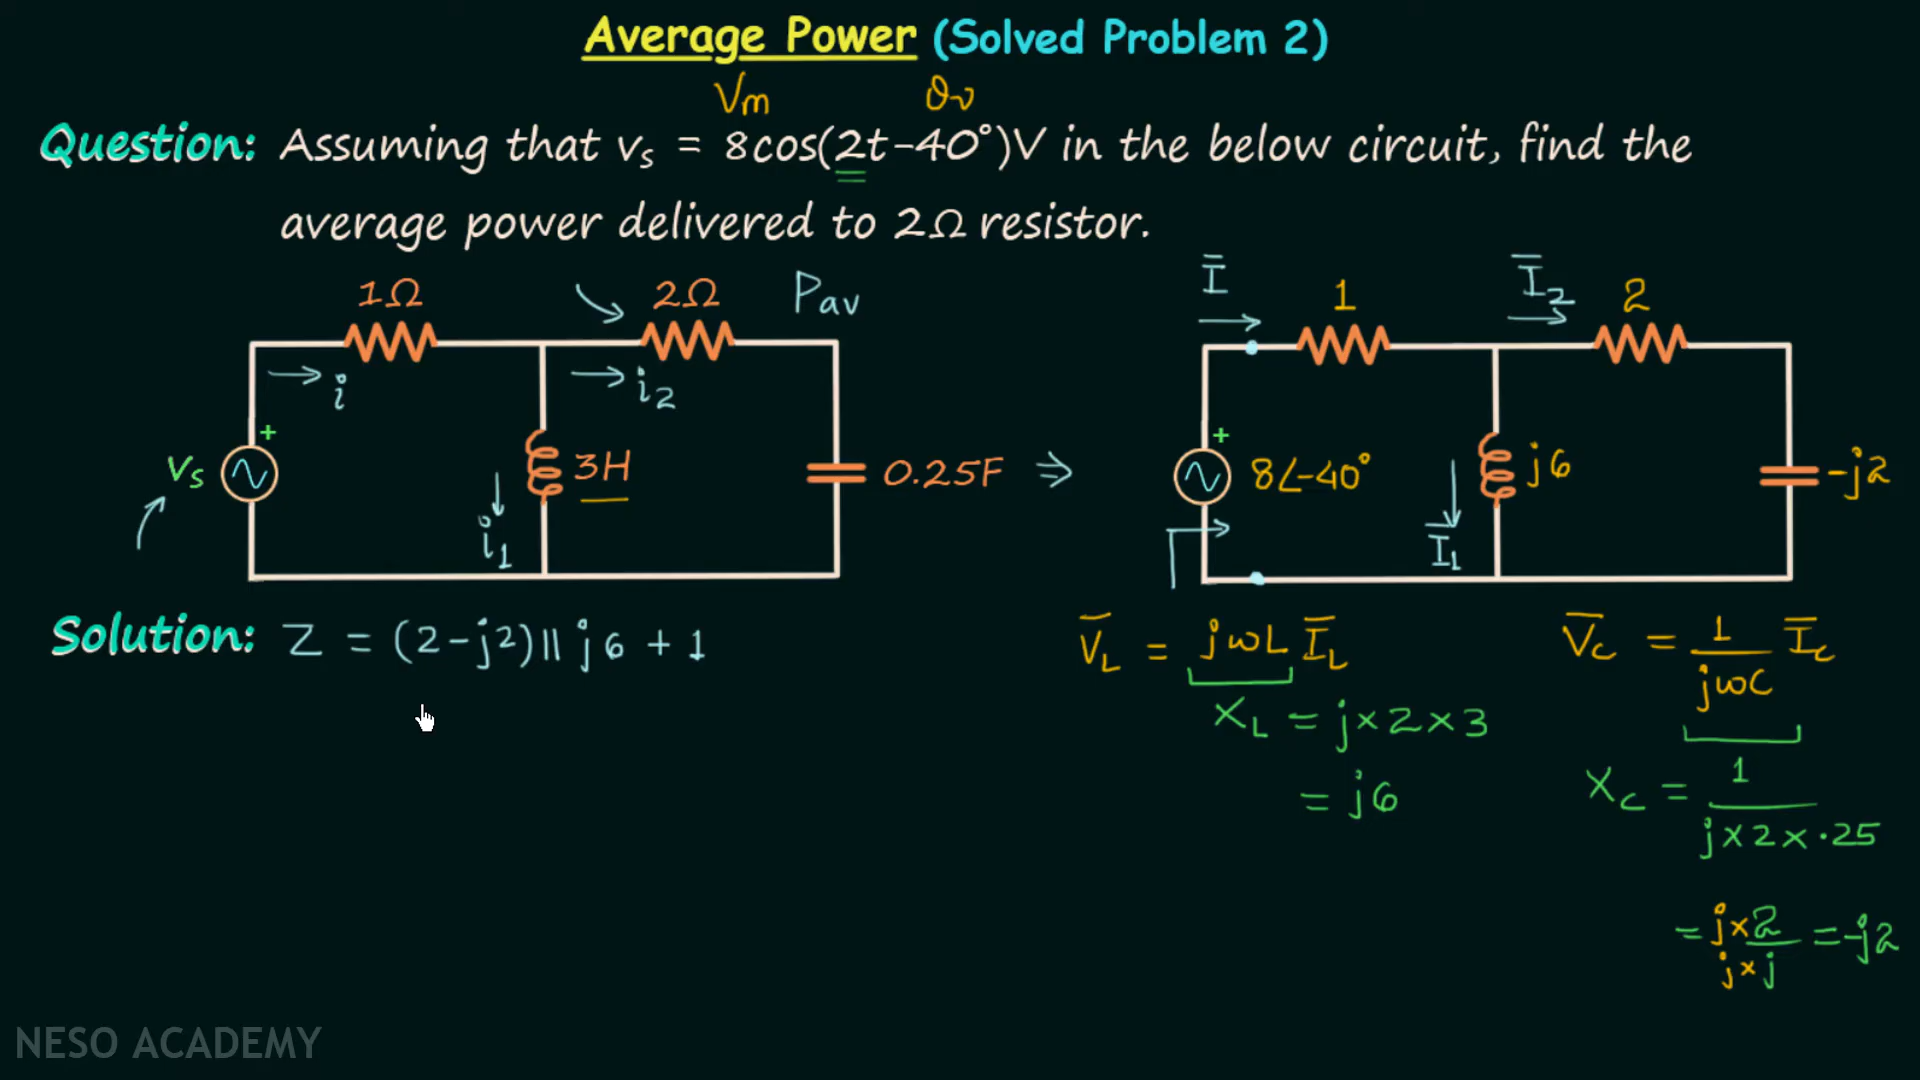 Average Power (Solved Problem 2)
Vm θv
Question: Assuming that vs = 8cos(2t-40°)V in the below circuit, find the
average power delivered to 2Ω resistor.
1Ω 2Ω Pav
i i2
+
vs 3H 0.25F ⇒
i1
Ī Ī2
1 2
+
8∠-40° j6 -j2
Ī1
Solution: Z = (2-j2)||j6 + 1
V̄L = jωL ĪL
XL = j×2×3
= j6
V̄C = 1/jωC ĪC
XC = 1/j×2×.25
= j×2/j×j = -j2
NESO ACADEMY